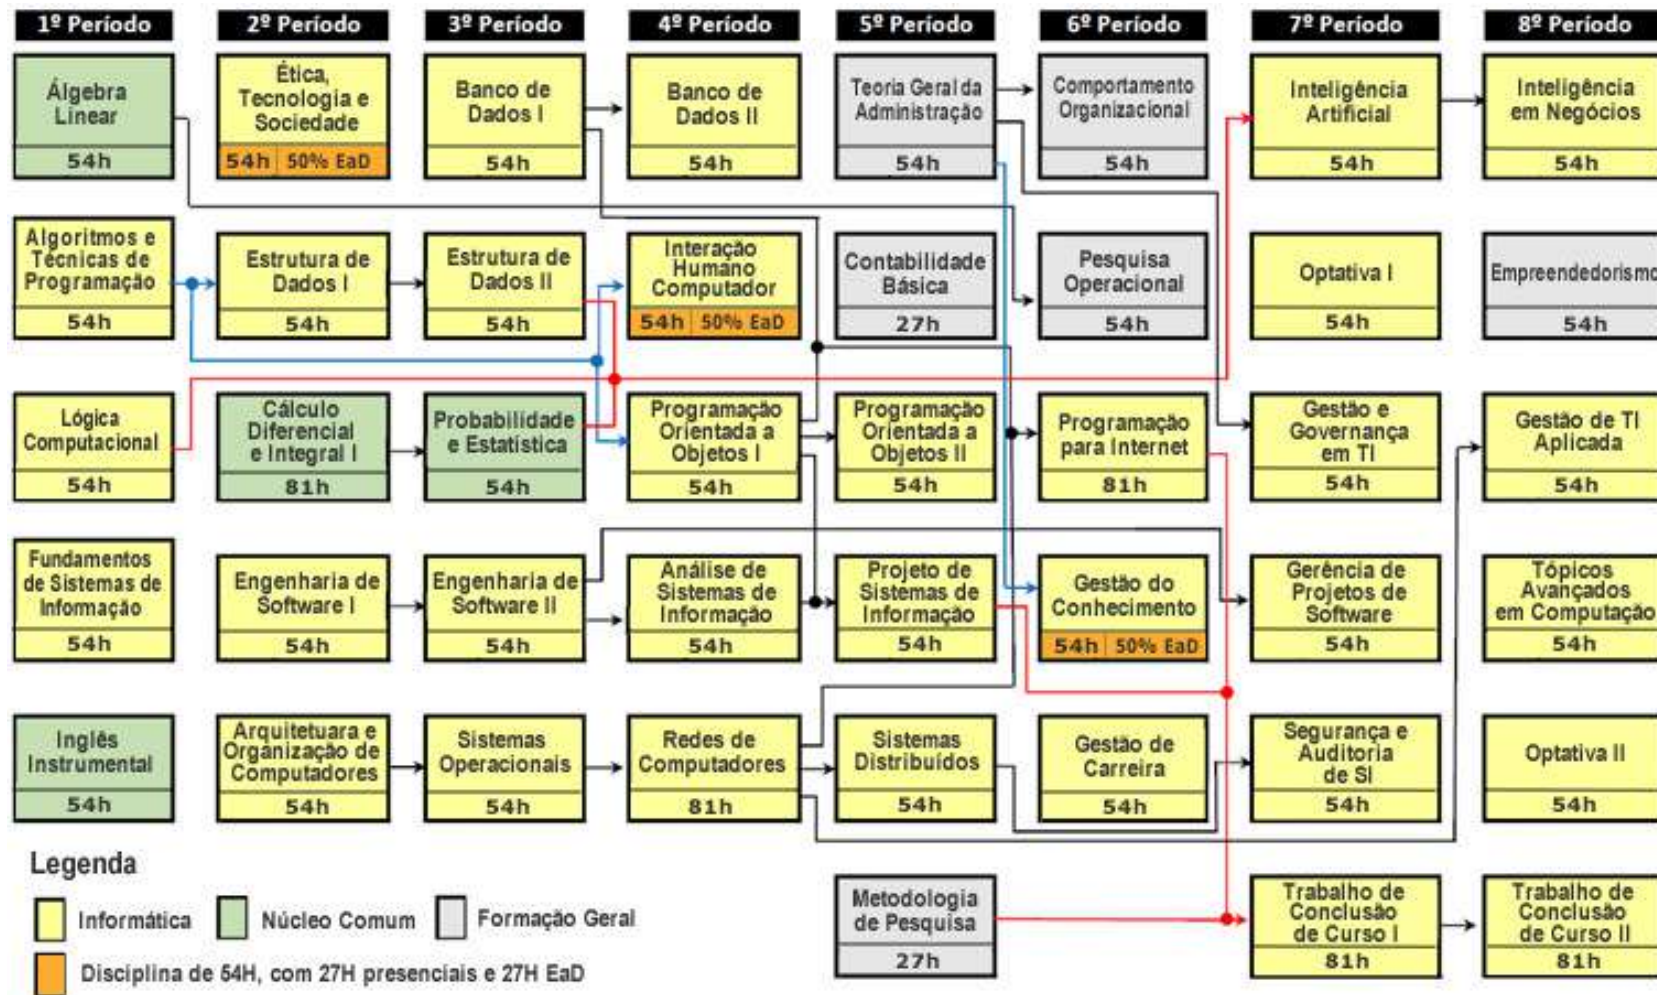 1º Período
2º Período
3º Período
4º Período
5º Período
6º Período
7º Período
8º Período
Álgebra
Linear
54h
Ética,
Tecnologia e
Sociedade
54h
50% EaD
Banco de
Dados I
54h
Banco de
Dados II
54h
Teoria Geral da
Administração
54h
Comportamento
Organizacional
54h
Inteligência
Artificial
54h
Inteligência
em Negócios
54h
Algoritmos e
Técnicas de
Programação
54h
Estrutura de
Dados I
54h
Estrutura de
Dados II
54h
Interação
Humano
Computador
54h
50% EaD
Contabilidade
Básica
27h
Pesquisa
Operacional
54h
Optativa I
54h
Empreendedorismo
54h
Lógica
Computacional
54h
Cálculo
Diferencial
e Integral I
81h
Probabilidade
e Estatística
54h
Programação
Orientada a
Objetos I
54h
Programação
Orientada a
Objetos II
54h
Programação
para Internet
81h
Gestão e
Governança
em TI
54h
Gestão de TI
Aplicada
54h
Fundamentos
de Sistemas de
Informação
54h
Engenharia de
Software I
54h
Engenharia de
Software II
54h
Análise de
Sistemas de
Informação
54h
Projeto de
Sistemas de
Informação
54h
Gestão do
Conhecimento
54h
50% EaD
Gerência de
Projetos de
Software
54h
Tópicos
Avançados
em Computação
54h
Inglês
Instrumental
54h
Arquitetuara e
Organização de
Computadores
54h
Sistemas
Operacionais
54h
Redes de
Computadores
81h
Sistemas
Distribuídos
54h
Gestão de
Carreira
54h
Segurança e
Auditoria
de SI
54h
Optativa II
54h
Metodologia
de Pesquisa
27h
Trabalho de
Conclusão
de Curso I
81h
Trabalho de
Conclusão
de Curso II
81h
Legenda
Informática
Núcleo Comum
Formação Geral
Disciplina de 54H, com 27H presenciais e 27H EaD